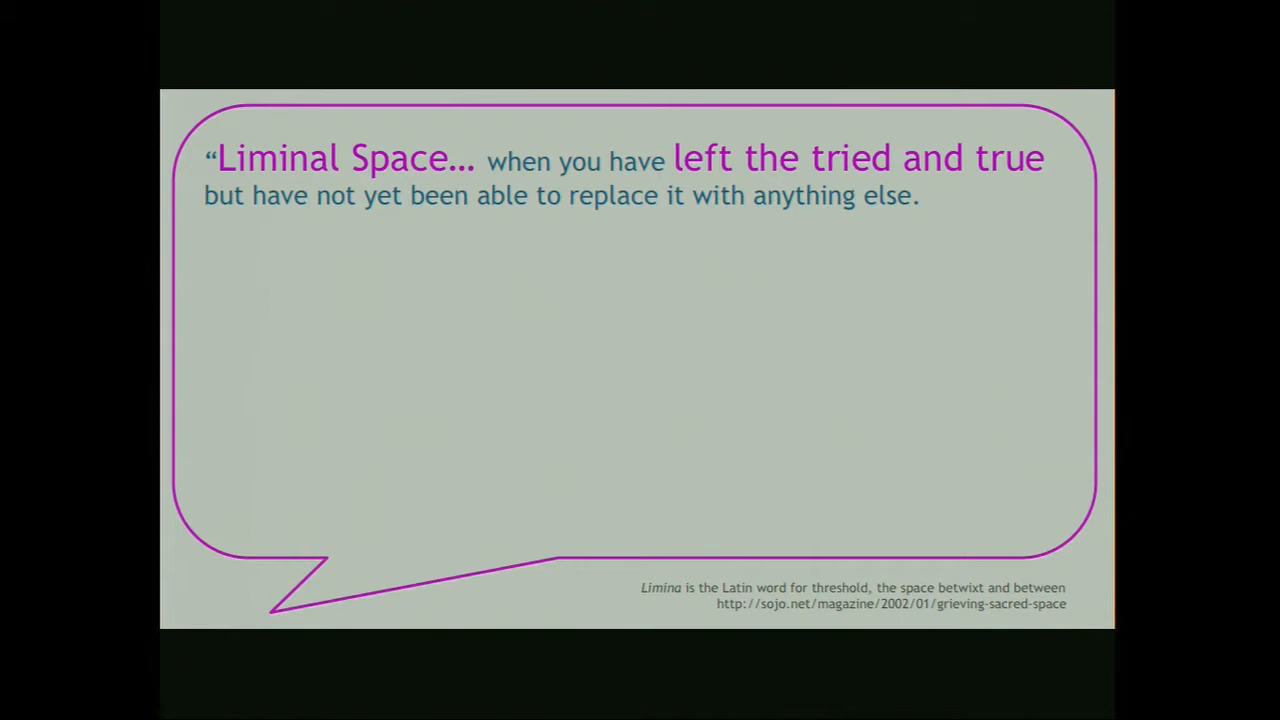 “Liminal Space… when you have left the tried and true
but have not yet been able to replace it with anything else.
Limina is the Latin word for threshold, the space betwixt and between
http://sojo.net/magazine/2002/01/grieving-sacred-space